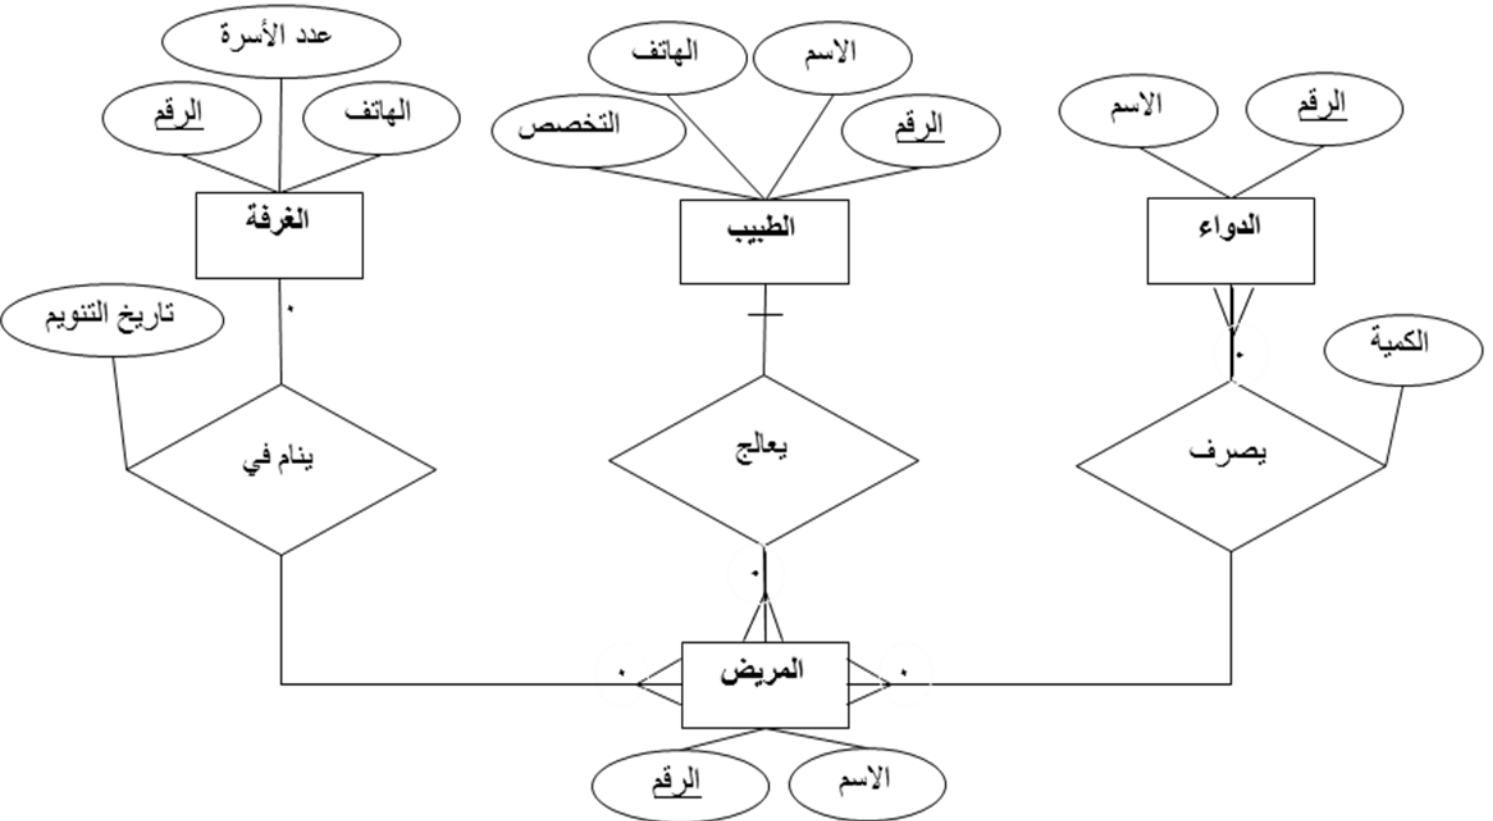 عدد الأسرة
الهاتف
الرقم
الغرفة
تاريخ التنويم
ينام في
الاسم
الهاتف
الرقم
التخصص
الطبيب
يعالج
الرقم
الاسم
الدواء
الكمية
يصرف
المريض
الاسم
الرقم